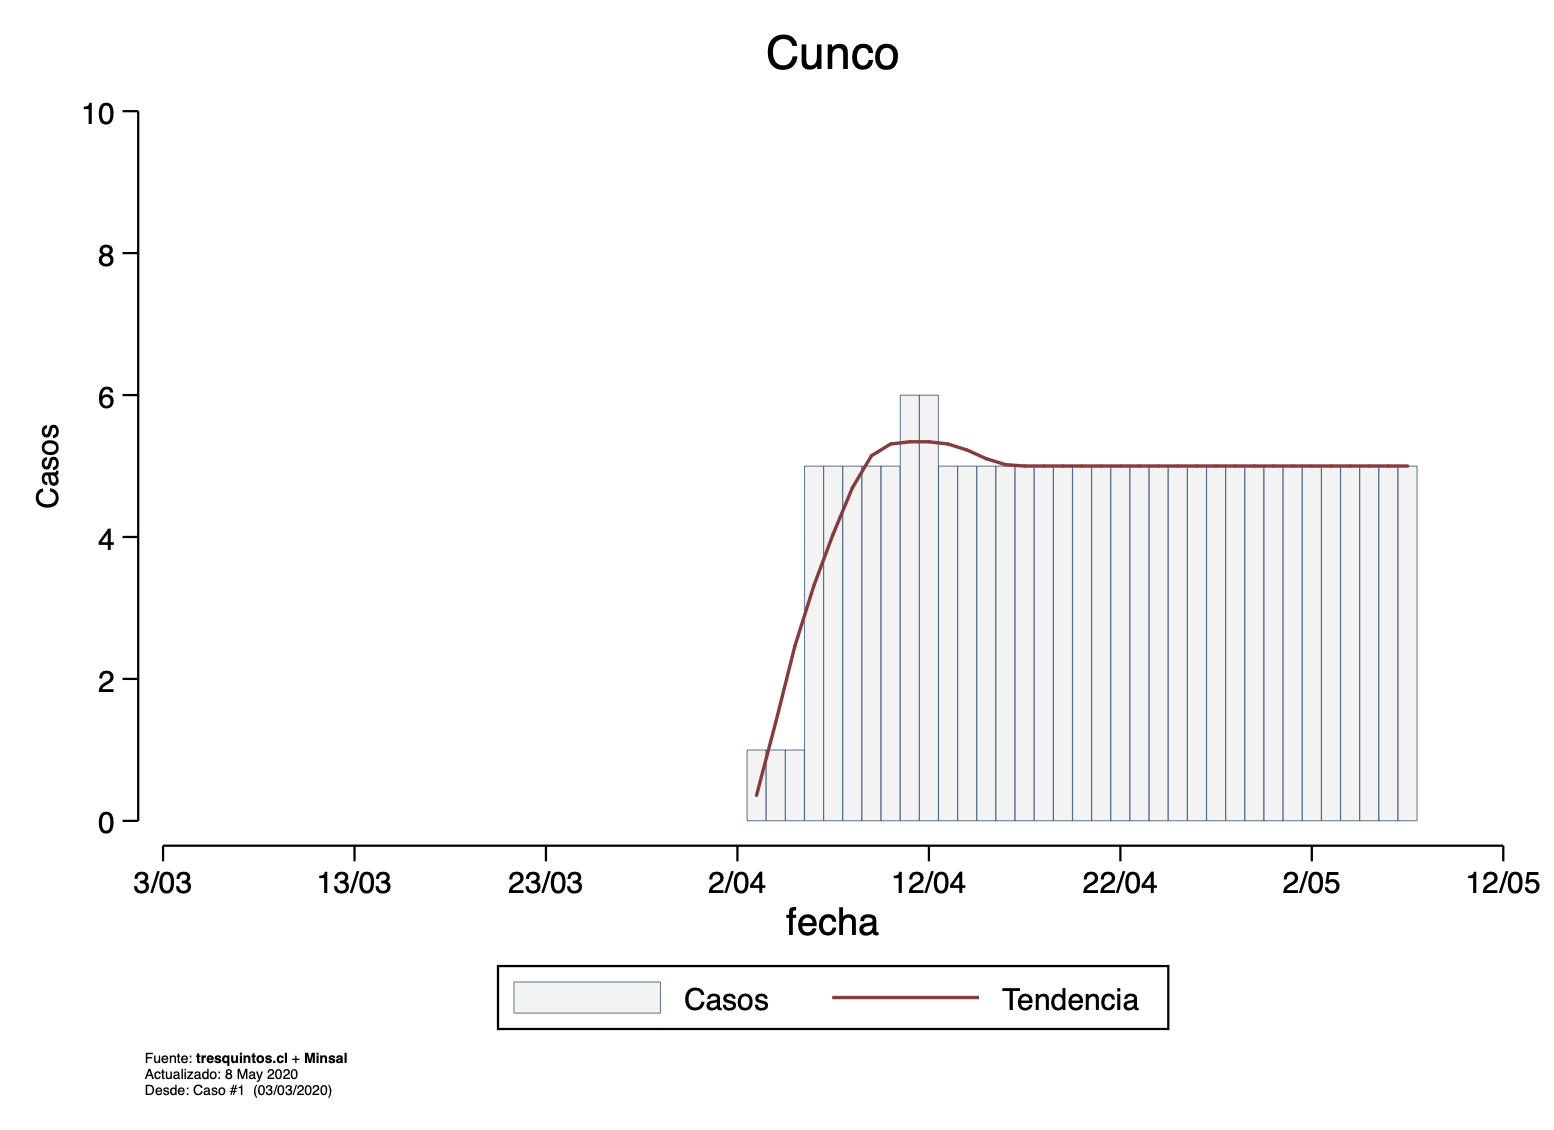 Cunco
10
8
6
4
2
0
Casos
3/03 13/03 23/03 2/04 12/04 22/04 2/05 12/05
fecha
Casos Tendencia
Fuente: tresquintos.cl + Minsal
Actualizado: 8 May 2020
Desde: Caso #1 (03/03/2020)